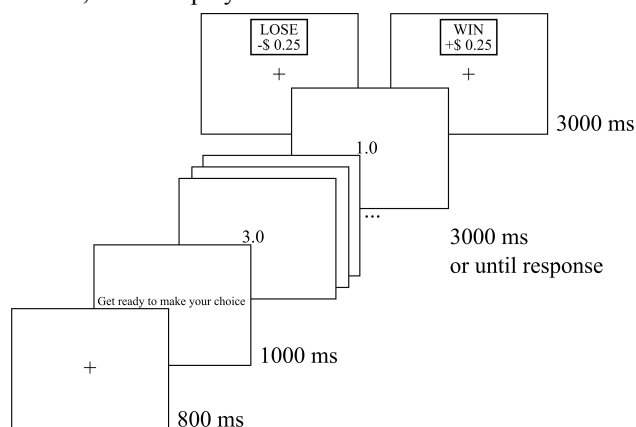 LOSE
-$ 0.25
+
WIN
+$ 0.25
+
3000 ms
1.0
...
3000 ms
or until response
3.0
Get ready to make your choice
1000 ms
+
800 ms